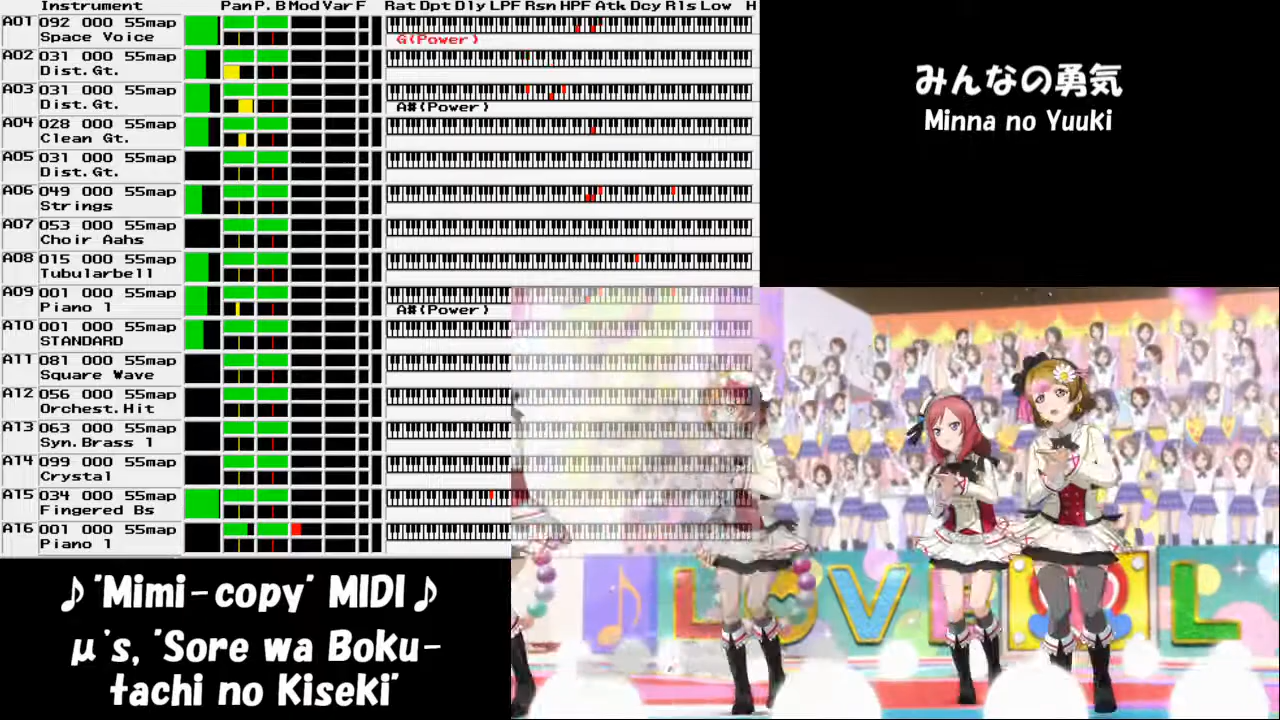 Instrument Pan P.B Mod Var F Rat Dpt Dly LPF Rsn HPF Atk Dcy Rls Low H
A01 092 000 55map
Space Voice G(Power)
A02 031 000 55map
Dist.Gt.
A03 031 000 55map
Dist.Gt. A#(Power)
A04 028 000 55map
Clean Gt.
A05 031 000 55map
Dist.Gt.
A06 049 000 55map
Strings
A07 053 000 55map
Choir Aahs
A08 015 000 55map
Tubularbell
A09 001 000 55map
Piano 1 A#(Power)
A10 001 000 55map
STANDARD
A11 081 000 55map
Square Wave
A12 056 000 55map
Orchest.Hit
A13 063 000 55map
Syn.Brass 1
A14 099 000 55map
Crystal
A15 034 000 55map
Fingered Bs
A16 001 000 55map
Piano 1
みんなの勇気
Minna no Yuuki
♪'Mimi-copy' MIDI♪
μ's, 'Sore wa Boku-
tachi no Kiseki'
LOV L